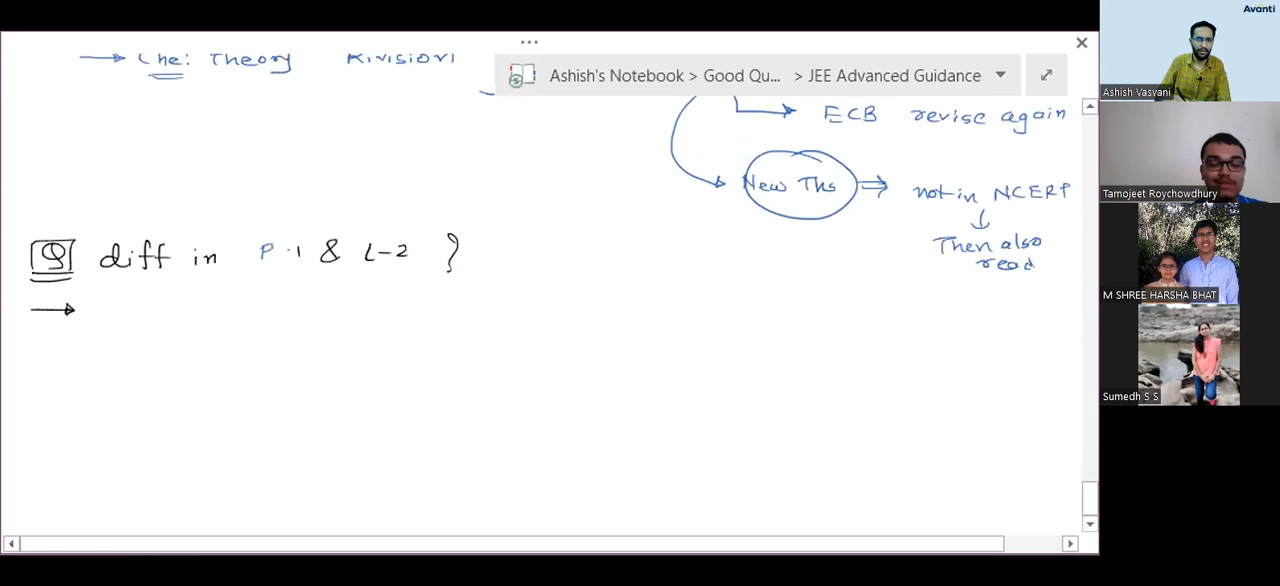 Avanti
Ashish's Notebook > Good Qu... > JEE Advanced Guidance
→ Che: Theory Revision
ECB revise again
New Ths ⇒ not in NCERT
Then also
read
Q diff in P.1 & L-2 ?
Ashish Vasvani
Tamojeet Roychowdhury
M SHREE HARSHA BHAT
Sumedh S S